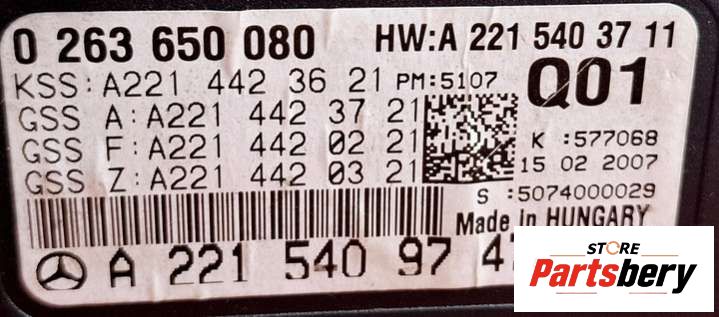 0 263 650 080 HW:A 221 540 37 11
KSS:A221 442 36 21 PM:5107 Q01
GSS A:A221 442 37 21
GSS F:A221 442 02 21 K :577068
GSS Z:A221 442 03 21 15 02 2007
S :5074000029
Made in HUNGARY
A 221 540 97
STORE
Partsbery